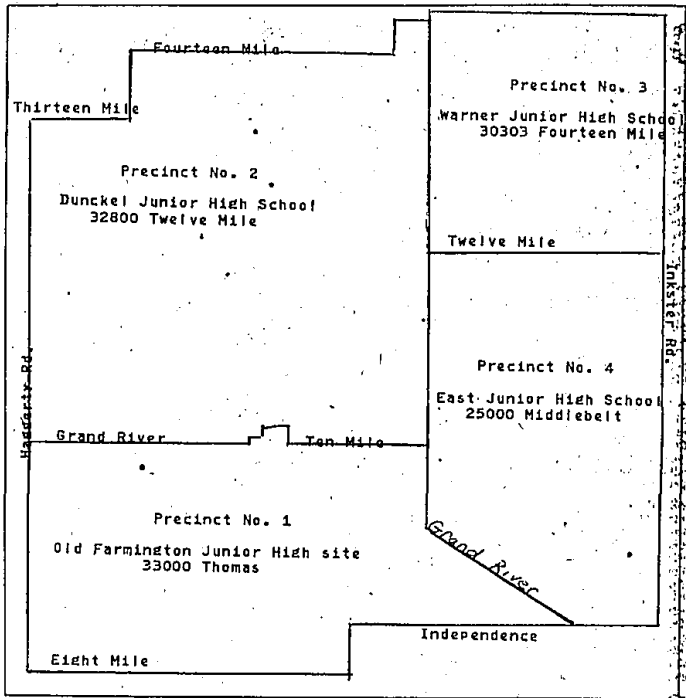 Fourteen Mile
Thirteen Mile
Precinct No. 3
Warner Junior High School
30303 Fourteen Mile
Precinct No. 2
Dunckel Junior High School
32800 Twelve Mile
Twelve Mile
Inkster Rd.
Haggerty Rd.
Precinct No. 4
East Junior High School
25000 Middlebelt
Grand River
Ten Mile
Precinct No. 1
Old Farmington Junior High site
33000 Thomas
Grand River
Independence
Eight Mile